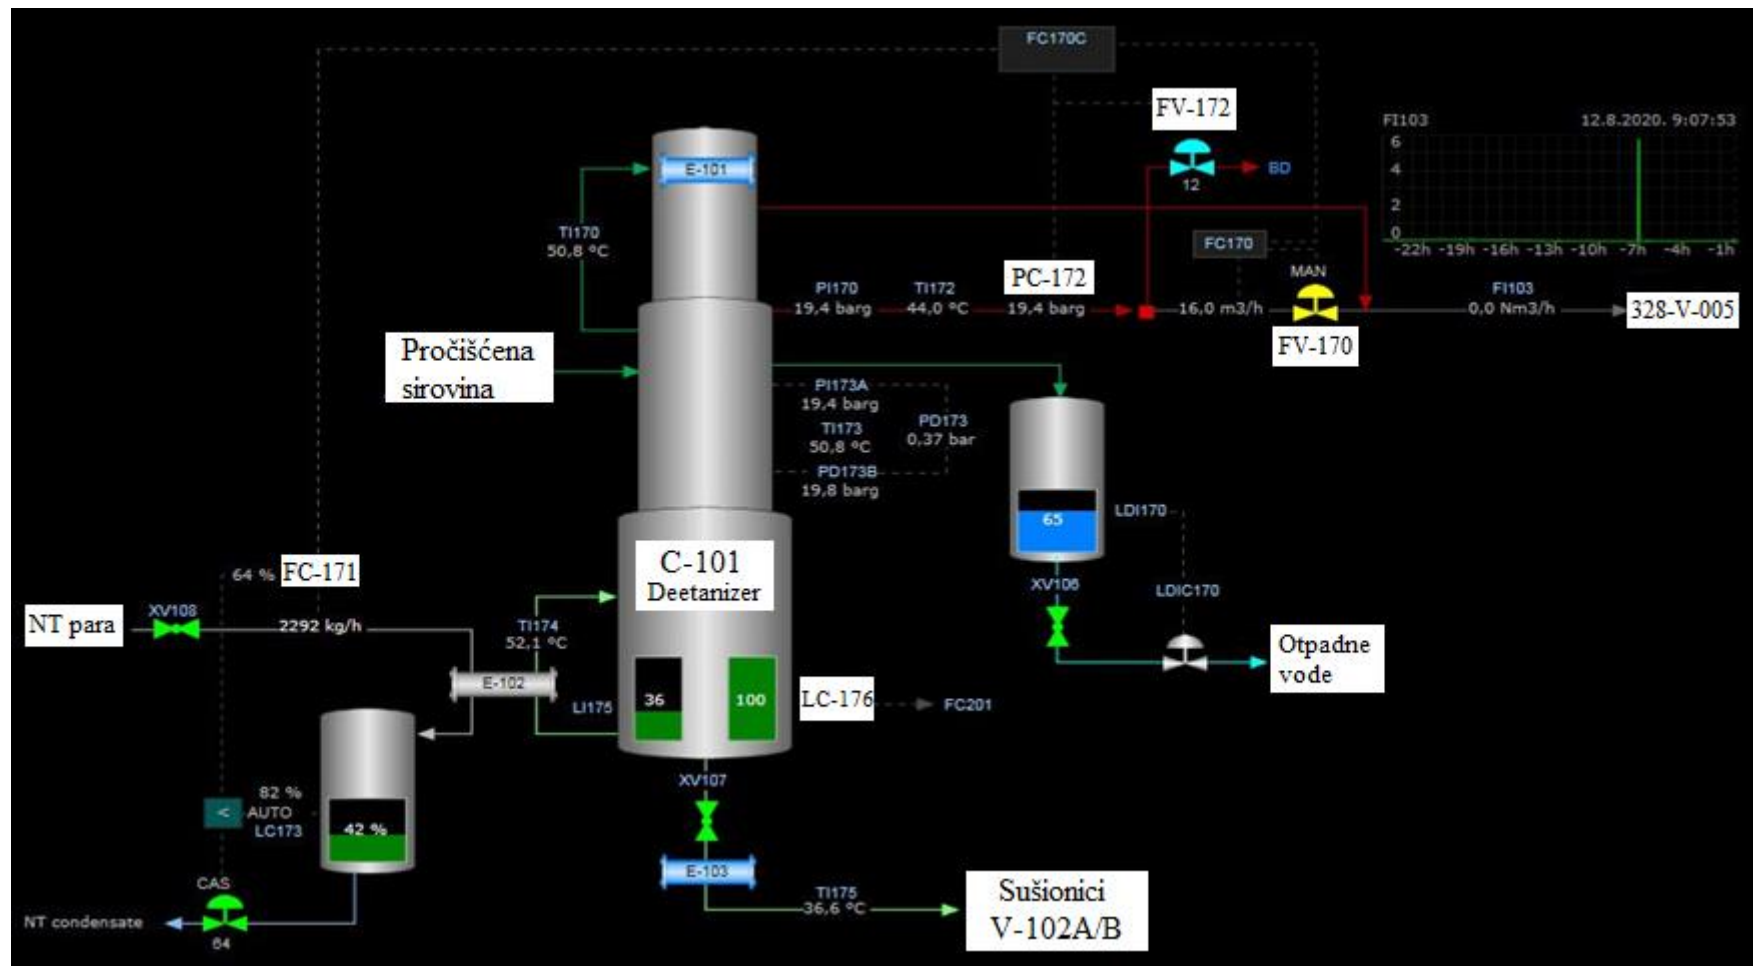 FC170C
FV-172
FI103 12.8.2020. 9:07:53
6
4
2
0
-22h -19h -16h -13h -10h -7h -4h -1h
E-101
BD
12
TI170
50,8 °C
FC170
PC-172
MAN
PI170
19,4 barg
TI172
44,0 °C
19,4 barg
16,0 m3/h
FI103
0,0 Nm3/h
328-V-005
FV-170
Pročišćena
sirovina
PI173A
19,4 barg
TI173
50,8 °C
PD173
0,37 bar
PD173B
19,8 barg
65
LDI170
C-101
Deetanizer
64 %
FC-171
XV106
LDIC170
XV108
NT para
2292 kg/h
TI174
52,1 °C
Otpadne
vode
E-102
LI175
36
100
LC-176
FC201
XV107
82 %
<
AUTO
LC173
42 %
E-103
CAS
TI175
36,6 °C
Sušionici
V-102A/B
NT condensate
64